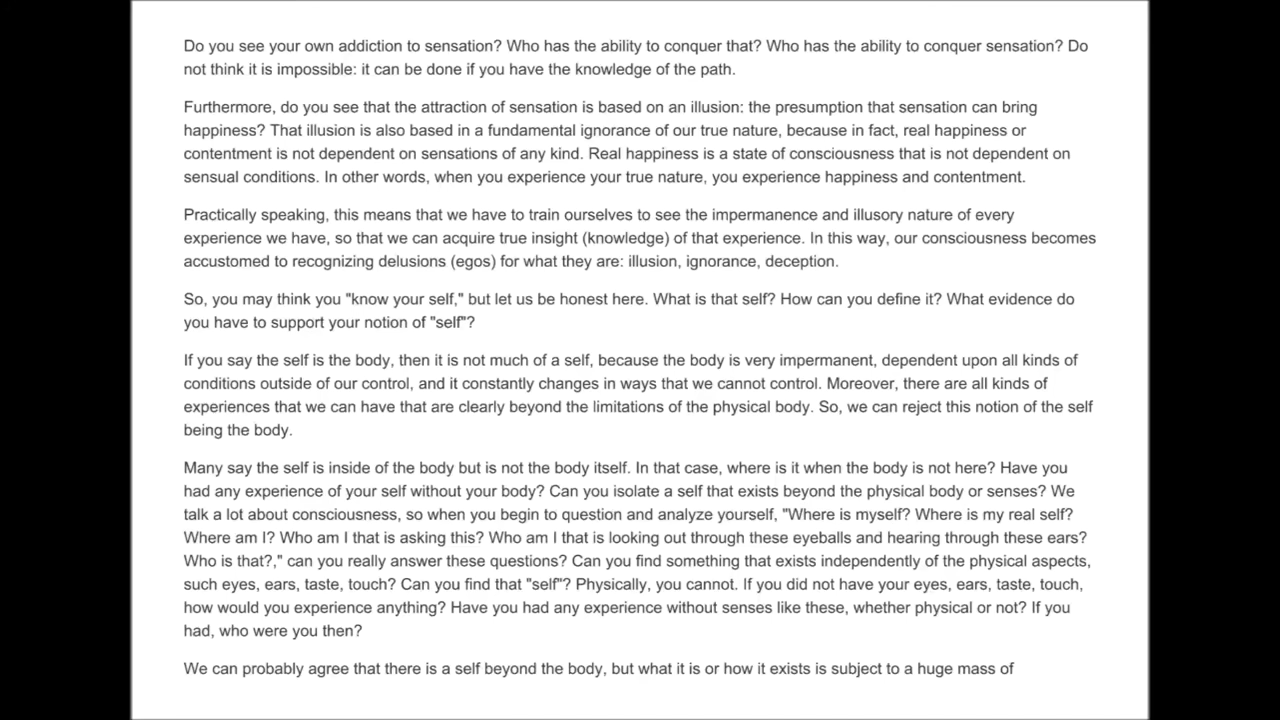 Do you see your own addiction to sensation? Who has the ability to conquer that? Who has the ability to conquer sensation? Do
not think it is impossible: it can be done if you have the knowledge of the path.
Furthermore, do you see that the attraction of sensation is based on an illusion: the presumption that sensation can bring
happiness? That illusion is also based in a fundamental ignorance of our true nature, because in fact, real happiness or
contentment is not dependent on sensations of any kind. Real happiness is a state of consciousness that is not dependent on
sensual conditions. In other words, when you experience your true nature, you experience happiness and contentment.
Practically speaking, this means that we have to train ourselves to see the impermanence and illusory nature of every
experience we have, so that we can acquire true insight (knowledge) of that experience. In this way, our consciousness becomes
accustomed to recognizing delusions (egos) for what they are: illusion, ignorance, deception.
So, you may think you "know your self," but let us be honest here. What is that self? How can you define it? What evidence do
you have to support your notion of "self"?
If you say the self is the body, then it is not much of a self, because the body is very impermanent, dependent upon all kinds of
conditions outside of our control, and it constantly changes in ways that we cannot control. Moreover, there are all kinds of
experiences that we can have that are clearly beyond the limitations of the physical body. So, we can reject this notion of the self
being the body.
Many say the self is inside of the body but is not the body itself. In that case, where is it when the body is not here? Have you
had any experience of your self without your body? Can you isolate a self that exists beyond the physical body or senses? We
talk a lot about consciousness, so when you begin to question and analyze yourself, "Where is myself? Where is my real self?
Where am I? Who am I that is asking this? Who am I that is looking out through these eyeballs and hearing through these ears?
Who is that?," can you really answer these questions? Can you find something that exists independently of the physical aspects,
such eyes, ears, taste, touch? Can you find that "self"? Physically, you cannot. If you did not have your eyes, ears, taste, touch,
how would you experience anything? Have you had any experience without senses like these, whether physical or not? If you
had, who were you then?
We can probably agree that there is a self beyond the body, but what it is or how it exists is subject to a huge mass of